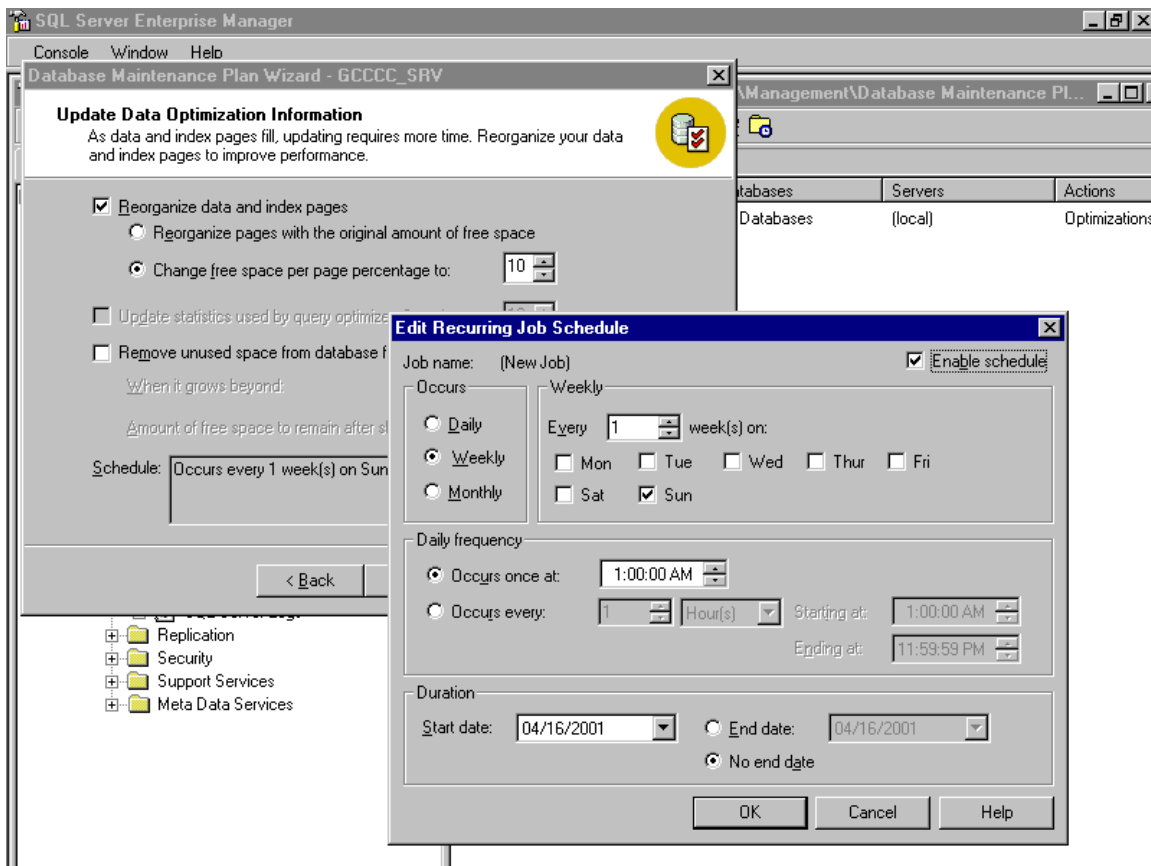 SQL Server Enterprise Manager
Console Window Help
Database Maintenance Plan Wizard - GCCCC_SRV
\Management\Database Maintenance Pl...
Update Data Optimization Information
As data and index pages fill, updating requires more time. Reorganize your data
and index pages to improve performance.
Databases Servers Actions
Databases (local) Optimizations
Reorganize data and index pages
Reorganize pages with the original amount of free space
Change free space per page percentage to: 10
Update statistics used by query optimizer
Remove unused space from database f
When it grows beyond:
Amount of free space to remain after s
Schedule: Occurs every 1 week(s) on Sun
< Back
Edit Recurring Job Schedule
Job name: (New Job)
Enable schedule
Occurs
Daily
Weekly
Monthly
Weekly
Every 1 week(s) on:
Mon Tue Wed Thur Fri
Sat Sun
Daily frequency
Occurs once at: 1:00:00 AM
Occurs every: 1 Hour(s) Starting at: 1:00:00 AM
Ending at: 11:59:59 PM
Duration
Start date: 04/16/2001 End date: 04/16/2001
No end date
OK Cancel Help
Replication
Security
Support Services
Meta Data Services